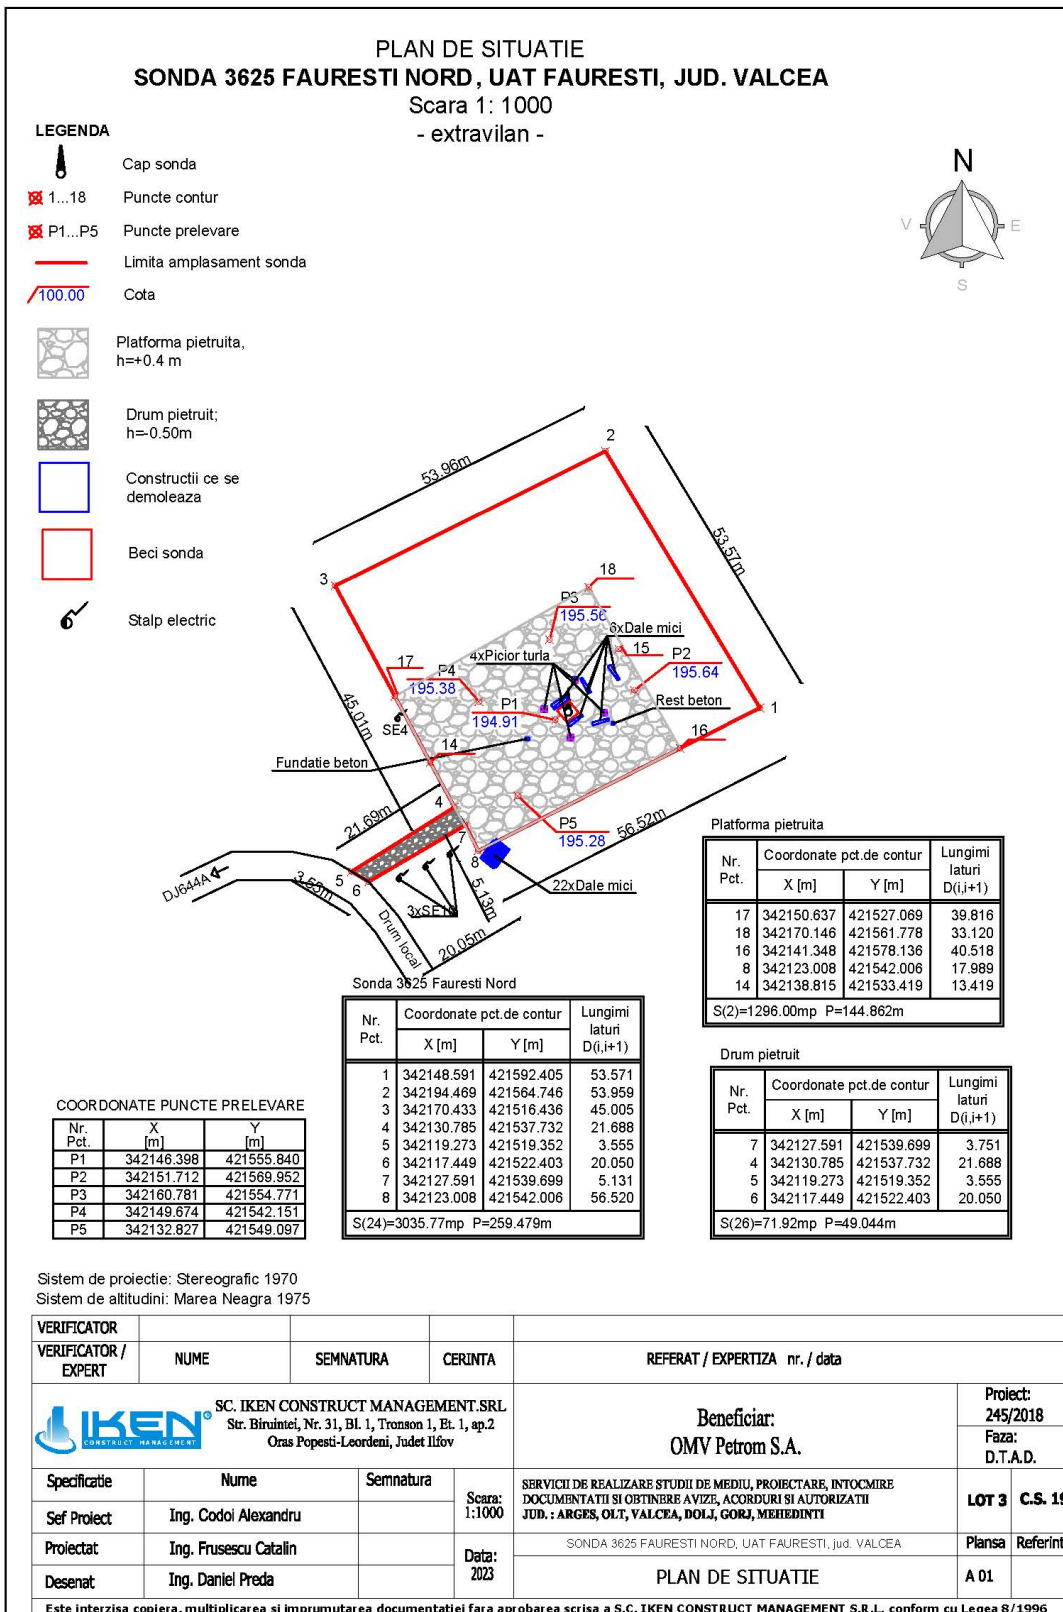 PLAN DE SITUATIE
SONDA 3625 FAURESTI NORD, UAT FAURESTI, JUD. VALCEA
Scara 1: 1000
- extravilan -
LEGENDA
Cap sonda
1...18 Puncte contur
P1...P5 Puncte prelevare
Limita amplasament sonda
100.00 Cota
Platforma pietruita,
h=+0.4 m
Drum pietruit;
h=-0.50m
Constructii ce se
demoleaza
Beci sonda
Stalp electric
N
V E
S
2
53.96m
53.57m
3
18
P3
195.56
6xDale mici
4xPicior turla
15
P2
195.64
17
P4
195.38
P1
194.91
Rest beton
1
SE4
45.01m
14
16
Fundatie beton
4
21.69m
7
P5
195.28
56.52m
8
5
6
DJ644A
3.55m
22xDale mici
5.13m
Drum local
20.05m
Platforma pietruita
Nr. Pct. Coordonate pct.de contur Lungimi laturi D(i,i+1)
X [m] Y [m]
17 342150.637 421527.069 39.816
18 342170.146 421561.778 33.120
16 342141.348 421578.136 40.518
8 342123.008 421542.006 17.989
14 342138.815 421533.419 13.419
S(2)=1296.00mp P=144.862m
Sonda 3625 Fauresti Nord
Nr. Pct. Coordonate pct.de contur Lungimi laturi D(i,i+1)
X [m] Y [m]
1 342148.591 421592.405 53.571
2 342194.469 421564.746 53.959
3 342170.433 421516.436 45.005
4 342130.785 421537.732 21.688
5 342119.273 421519.352 3.555
6 342117.449 421522.403 20.050
7 342127.591 421539.699 5.131
8 342123.008 421542.006 56.520
S(24)=3035.77mp P=259.479m
Drum pietruit
Nr. Pct. Coordonate pct.de contur Lungimi laturi D(i,i+1)
X [m] Y [m]
7 342127.591 421539.699 3.751
4 342130.785 421537.732 21.688
5 342119.273 421519.352 3.555
6 342117.449 421522.403 20.050
S(26)=71.92mp P=49.044m
COORDONATE PUNCTE PRELEVARE
Nr. Pct. X [m] Y [m]
P1 342146.398 421555.840
P2 342151.712 421569.952
P3 342160.781 421554.771
P4 342149.674 421542.151
P5 342132.827 421549.097
Sistem de proiectie: Stereografic 1970
Sistem de altitudini: Marea Neagra 1975
VERIFICATOR
VERIFICATOR / EXPERT NUME SEMNATURA CERINTA REFERAT / EXPERTIZA nr. / data
IKEN®
CONSTRUCT MANAGEMENT
SC. IKEN CONSTRUCT MANAGEMENT.SRL
Str. Biruintei, Nr. 31, Bl. 1, Tronson 1, Et. 1, ap.2
Oras Popesti-Leordeni, Judet Ilfov
Beneficiar:
OMV Petrom S.A.
Proiect:
245/2018
Faza:
D.T.A.D.
Specificatie Nume Semnatura
Scara:
1:1000
SERVICII DE REALIZARE STUDII DE MEDIU, PROIECTARE, INTOCMIRE
DOCUMENTATII SI OBTINERE AVIZE, ACORDURI SI AUTORIZATII
JUD. : ARGES, OLT, VALCEA, DOLJ, GORJ, MEHEDINTI
LOT 3 C.S. 19
Sef Proiect Ing. Codoi Alexandru
Proiectat Ing. Frusescu Catalin
Data:
2023
SONDA 3625 FAURESTI NORD, UAT FAURESTI, jud. VALCEA
Plansa Referint
Desenat Ing. Daniel Preda
PLAN DE SITUATIE
A 01
Este interzisa copiera, multiplicarea si imprumutarea documentatiei fara aprobarea scrisa a S.C. IKEN CONSTRUCT MANAGEMENT S.R.L. conform cu Legea 8/1996